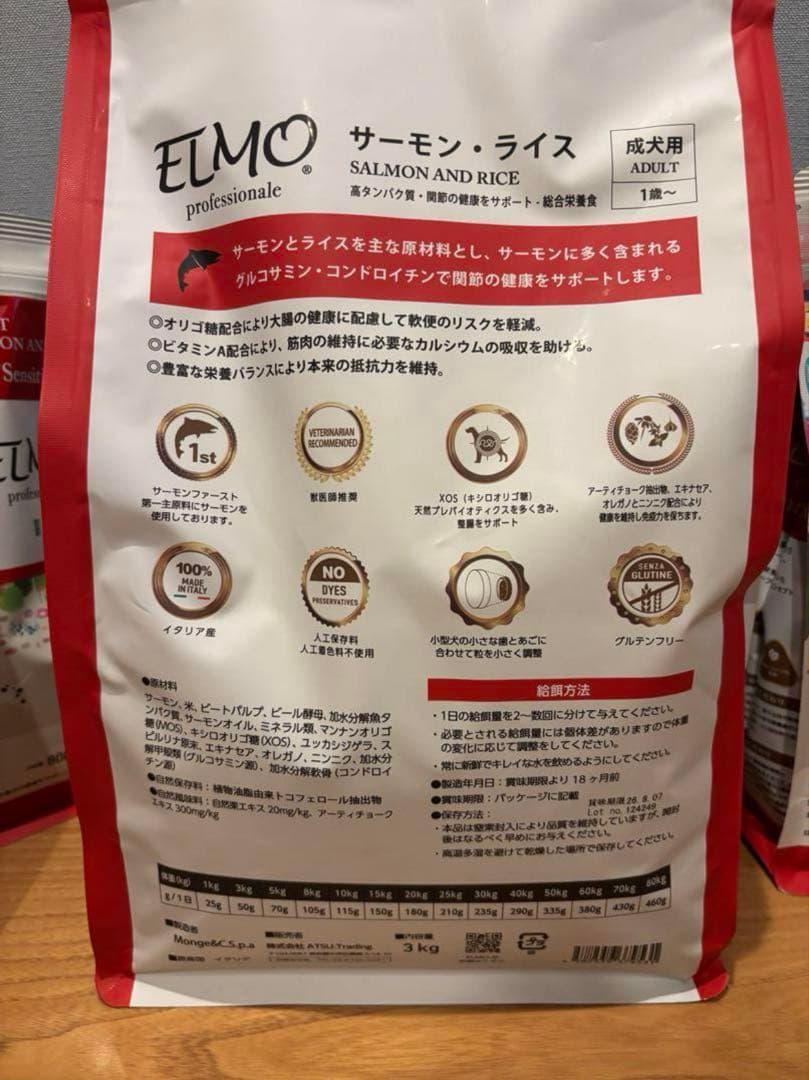 ELMO®
professionale
サーモン・ライス
SALMON AND RICE
高タンパク質・関節の健康をサポート - 総合栄養食
成犬用
ADULT
1歳～
サーモンとライスを主な原材料とし、サーモンに多く含まれる
グルコサミン・コンドロイチンで関節の健康をサポートします。
◎オリゴ糖配合により大腸の健康に配慮して軟便のリスクを軽減。
◎ビタミンA配合により、筋肉の維持に必要なカルシウムの吸収を助ける。
◎豊富な栄養バランスにより本来の抵抗力を維持。
1st
サーモンファースト
第一主原料にサーモンを
使用しております。
VETERINARIAN
RECOMMENDED
獣医師推奨
XOS（キシロオリゴ糖）
天然プレバイオティクスを多く含み、
整腸をサポート
アーティチョーク抽出物、エキナセア、
オレガノとニンニク配合により
健康を維持し免疫力を保ちます。
100%
MADE
IN ITALY
イタリア産
NO
DYES
PRESERVATIVES
人工保存料
人工着色料不使用
小型犬の小さな歯とあごに
合わせて粒を小さく調整
SENZA
GLUTINE
グルテンフリー
●原材料
サーモン、米、ビートパルプ、ビール酵母、加水分解魚タ
ンパク質、サーモンオイル、ミネラル類、マンナンオリゴ
糖(MOS)、キシロオリゴ糖(XOS)、ユッカシジゲラ、ス
ピルリナ原末、エキナセア、オレガノ、ニンニク、加水分
解甲殻類（グルコサミン源）、加水分解軟骨（コンドロイ
チン源）
●自然保存料：植物油脂由来トコフェロール抽出物
●自然風味料：自然栗エキス 20mg/kg、アーティチョーク
エキス 300mg/kg
給餌方法
・1日の給餌量を2～数回に分けて与えてください。
・必要とされる給餌量には個体差がありますので体重
の変化に応じて調整をしてください。
・常に新鮮でキレイな水を飲めるようにしてください。
●製造年月日：賞味期限より18ヶ月前
●賞味期限：パッケージに記載
賞味期限 26. 8. 07
Lot no. 124249
●保存方法：
・本品は窒素封入により品質を維持していますが、開封
後はなるべく早めにお与えください。
・高温多湿を避けて乾燥した場所で保存してください。
体重(kg) 1kg 3kg 5kg 8kg 10kg 15kg 20kg 25kg 30kg 40kg 50kg 60kg 70kg 80kg
g/1日 25g 50g 70g 105g 115g 150g 180g 210g 235g 290g 335g 380g 430g 460g
■製造者
Monge&C.S.p.a
■原産国 イタリア
■販売者
株式会社 ATSU.Trading
■内容量
3 kg
プラ
ON AN
Sensit
EL
profes